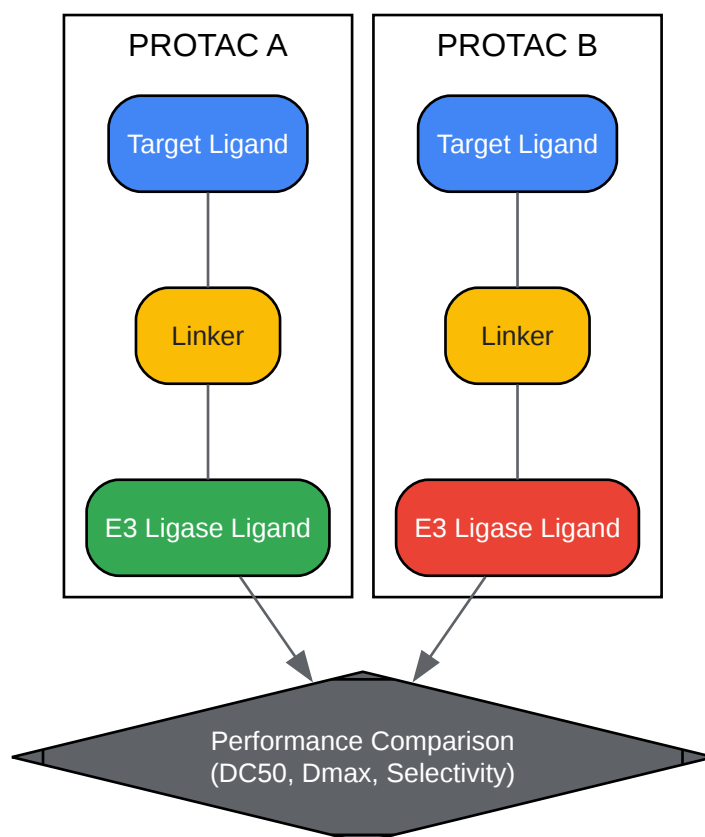 PROTAC A
Target Ligand
Linker
E3 Ligase Ligand
PROTAC B
Target Ligand
Linker
E3 Ligase Ligand
Performance Comparison
(DC50, Dmax, Selectivity)